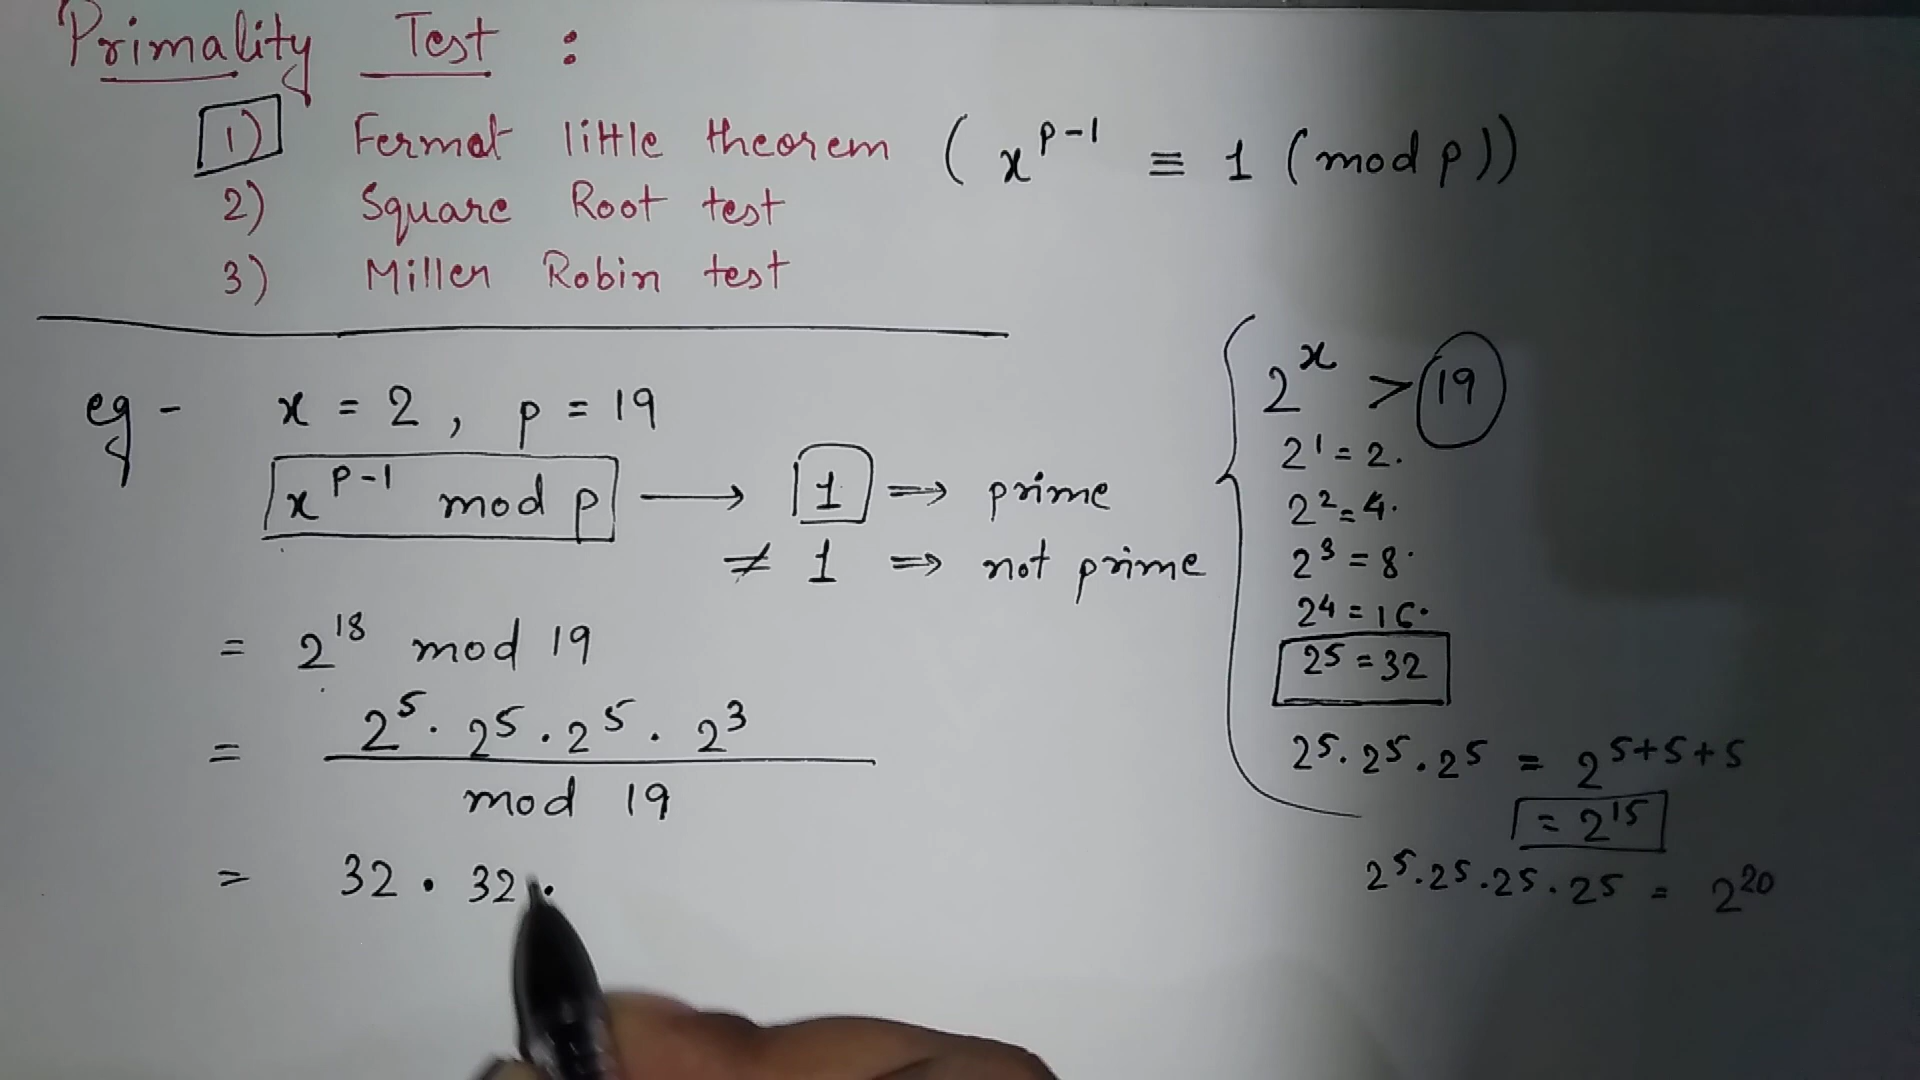 Primality Test :
1) Fermat little theorem ( x^{p-1} ≡ 1 (mod p))
2) Square Root test
3) Miller Robin test
eg - x = 2 , p = 19
x^{p-1} mod p ⟶ 1 ⇒ prime
≠ 1 ⇒ not prime
= 2^{18} mod 19
= 2^5 · 2^5 · 2^5 · 2^3
mod 19
= 32 · 32 ·
2^x > 19
2^1 = 2.
2^2 = 4.
2^3 = 8.
2^4 = 16.
2^5 = 32
2^5 · 2^5 · 2^5 = 2^{5+5+5}
= 2^{15}
2^5 · 2^5 · 2^5 · 2^5 = 2^{20}